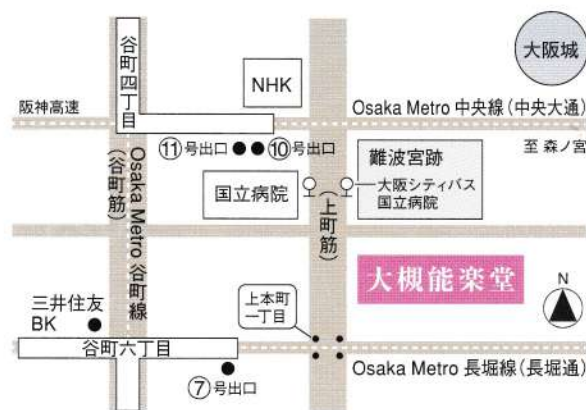 谷町四丁目
NHK
大阪城
阪神高速
Osaka Metro 中央線(中央大通)
至 森ノ宮
⑪号出口
⑩号出口
難波宮跡
大阪シティバス
国立病院
国立病院
(谷町筋)
Osaka Metro 谷町線
(上町筋)
大槻能楽堂
N
三井住友
BK
上本町
一丁目
谷町六丁目
Osaka Metro 長堀線(長堀通)
⑦号出口